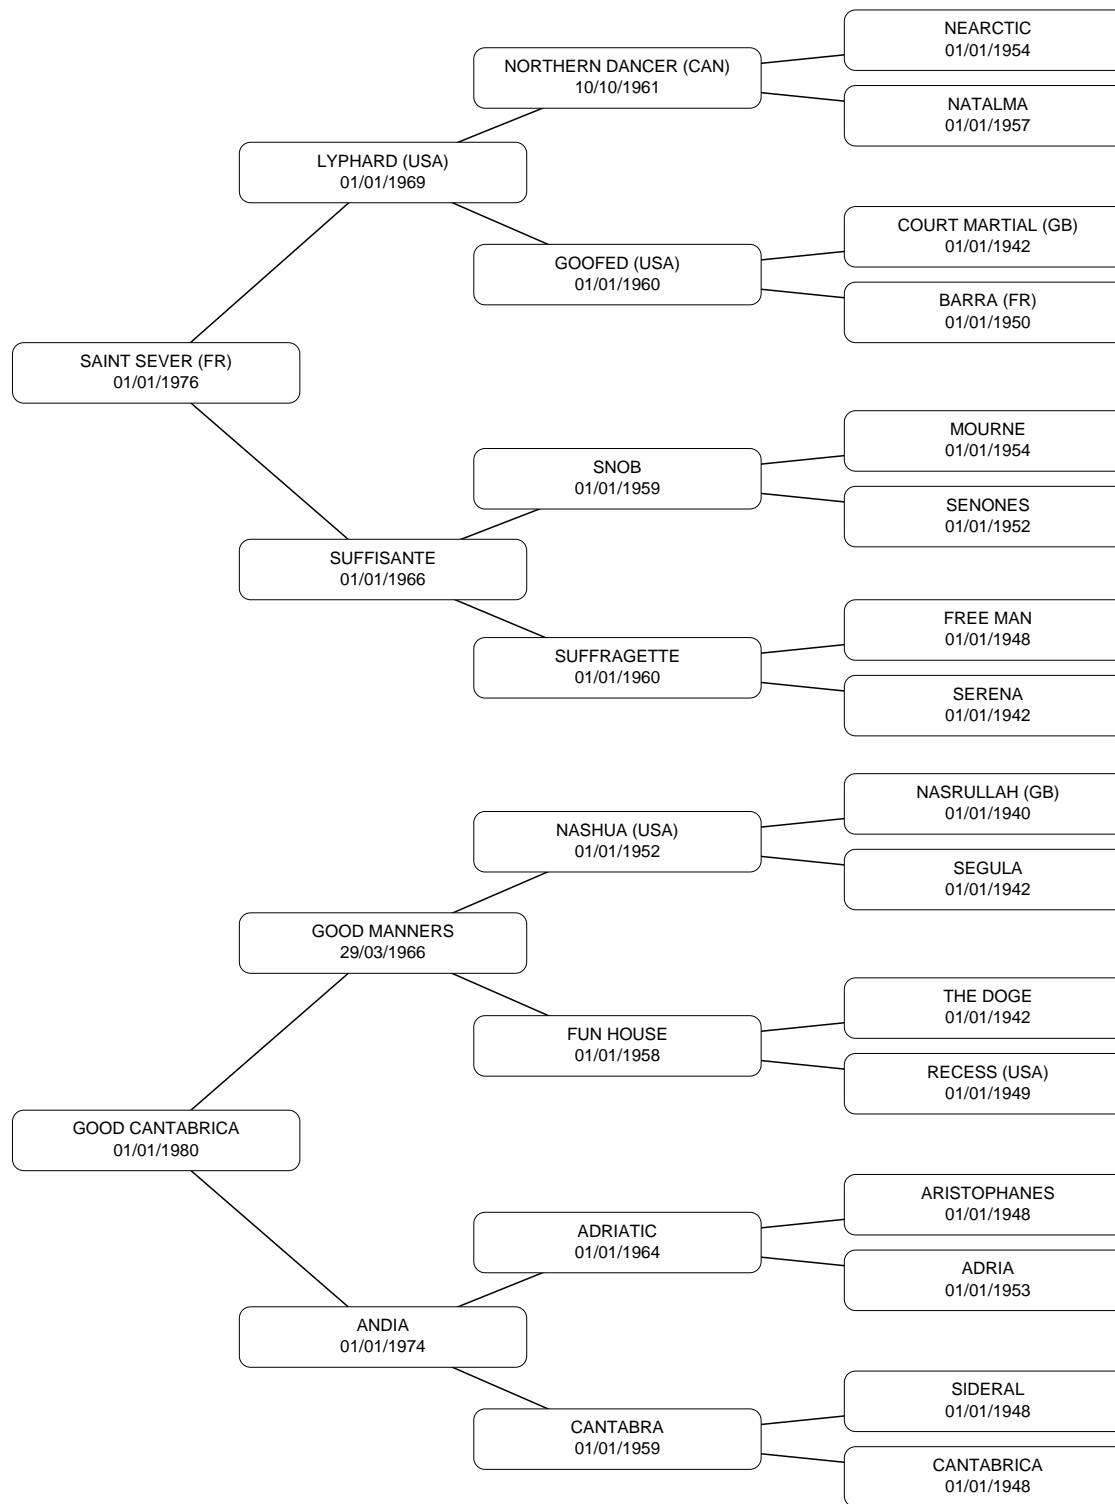 NEARCTIC
01/01/1954
NORTHERN DANCER (CAN)
10/10/1961
NATALMA
01/01/1957
LYPHARD (USA)
01/01/1969
COURT MARTIAL (GB)
01/01/1942
GOOFED (USA)
01/01/1960
BARRA (FR)
01/01/1950
SAINT SEVER (FR)
01/01/1976
MOURNE
01/01/1954
SNOB
01/01/1959
SENONES
01/01/1952
SUFFISANTE
01/01/1966
FREE MAN
01/01/1948
SUFFRAGETTE
01/01/1960
SERENA
01/01/1942
NASRULLAH (GB)
01/01/1940
NASHUA (USA)
01/01/1952
SEGULA
01/01/1942
GOOD MANNERS
29/03/1966
THE DOGE
01/01/1942
FUN HOUSE
01/01/1958
RECESS (USA)
01/01/1949
GOOD CANTABRICA
01/01/1980
ARISTOPHANES
01/01/1948
ADRIATIC
01/01/1964
ADRIA
01/01/1953
ANDIA
01/01/1974
SIDERAL
01/01/1948
CANTABRA
01/01/1959
CANTABRICA
01/01/1948